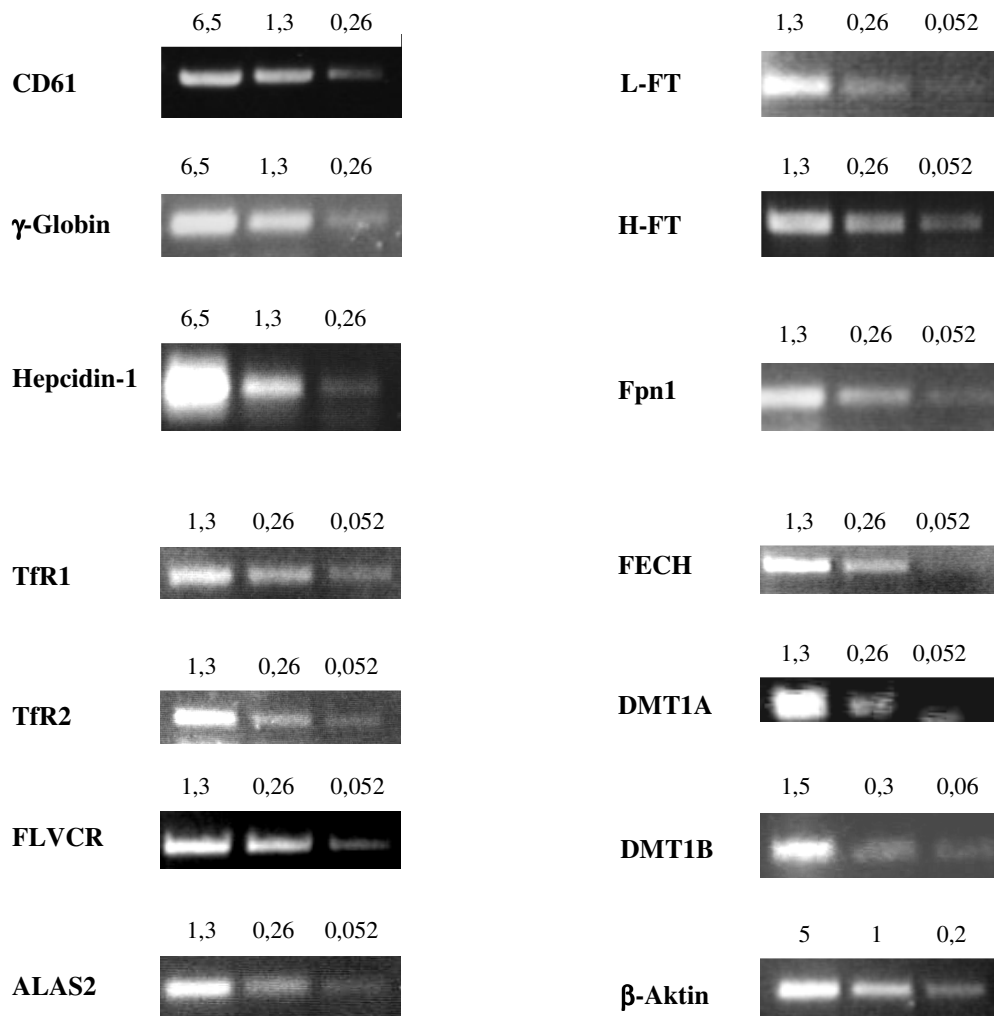 6,5 1,3 0,26
CD61
6,5 1,3 0,26
γ-Globin
6,5 1,3 0,26
Hepcidin-1
1,3 0,26 0,052
TfR1
1,3 0,26 0,052
TfR2
1,3 0,26 0,052
FLVCR
1,3 0,26 0,052
ALAS2
1,3 0,26 0,052
L-FT
1,3 0,26 0,052
H-FT
1,3 0,26 0,052
Fpn1
1,3 0,26 0,052
FECH
1,3 0,26 0,052
DMT1A
1,5 0,3 0,06
DMT1B
5 1 0,2
β-Aktin